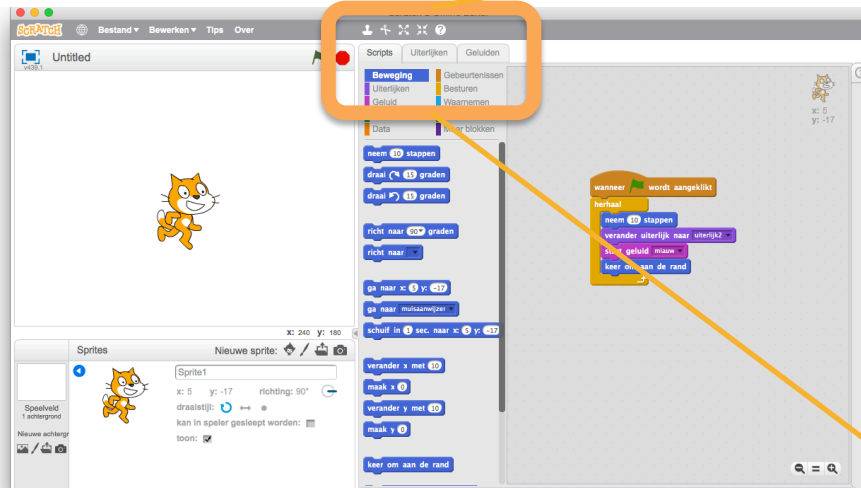 SCRATCH Bestand▾ Bewerken▾ Tips Over
v439.1 Untitled
Scripts Uiterlijken Geluiden
Beweging Gebeurtenissen
Uiterlijken Besturen
Geluid Waarnemen
Data Meer blokken
neem 10 stappen
draai 15 graden
draai 15 graden
richt naar 90▾ graden
richt naar
ga naar x: 5 y: -17
ga naar muisaanwijzer
schuif in 1 sec. naar x: 5 y: -17
verander x met 10
maak x 0
verander y met 10
maak y 0
keer om aan de rand
x: 5
y: -17
wanneer wordt aangeklikt
herhaal
neem 10 stappen
verander uiterlijk naar uiterlijk2
start geluid miauw
keer om aan de rand
x: 240 y: 180
Sprites Nieuwe sprite:
Sprite1
x: 5 y: -17 richting: 90°
draaistijl:
kan in speler gesleept worden:
toon:
Speelveld
1 achtergrond
Nieuwe achtergr